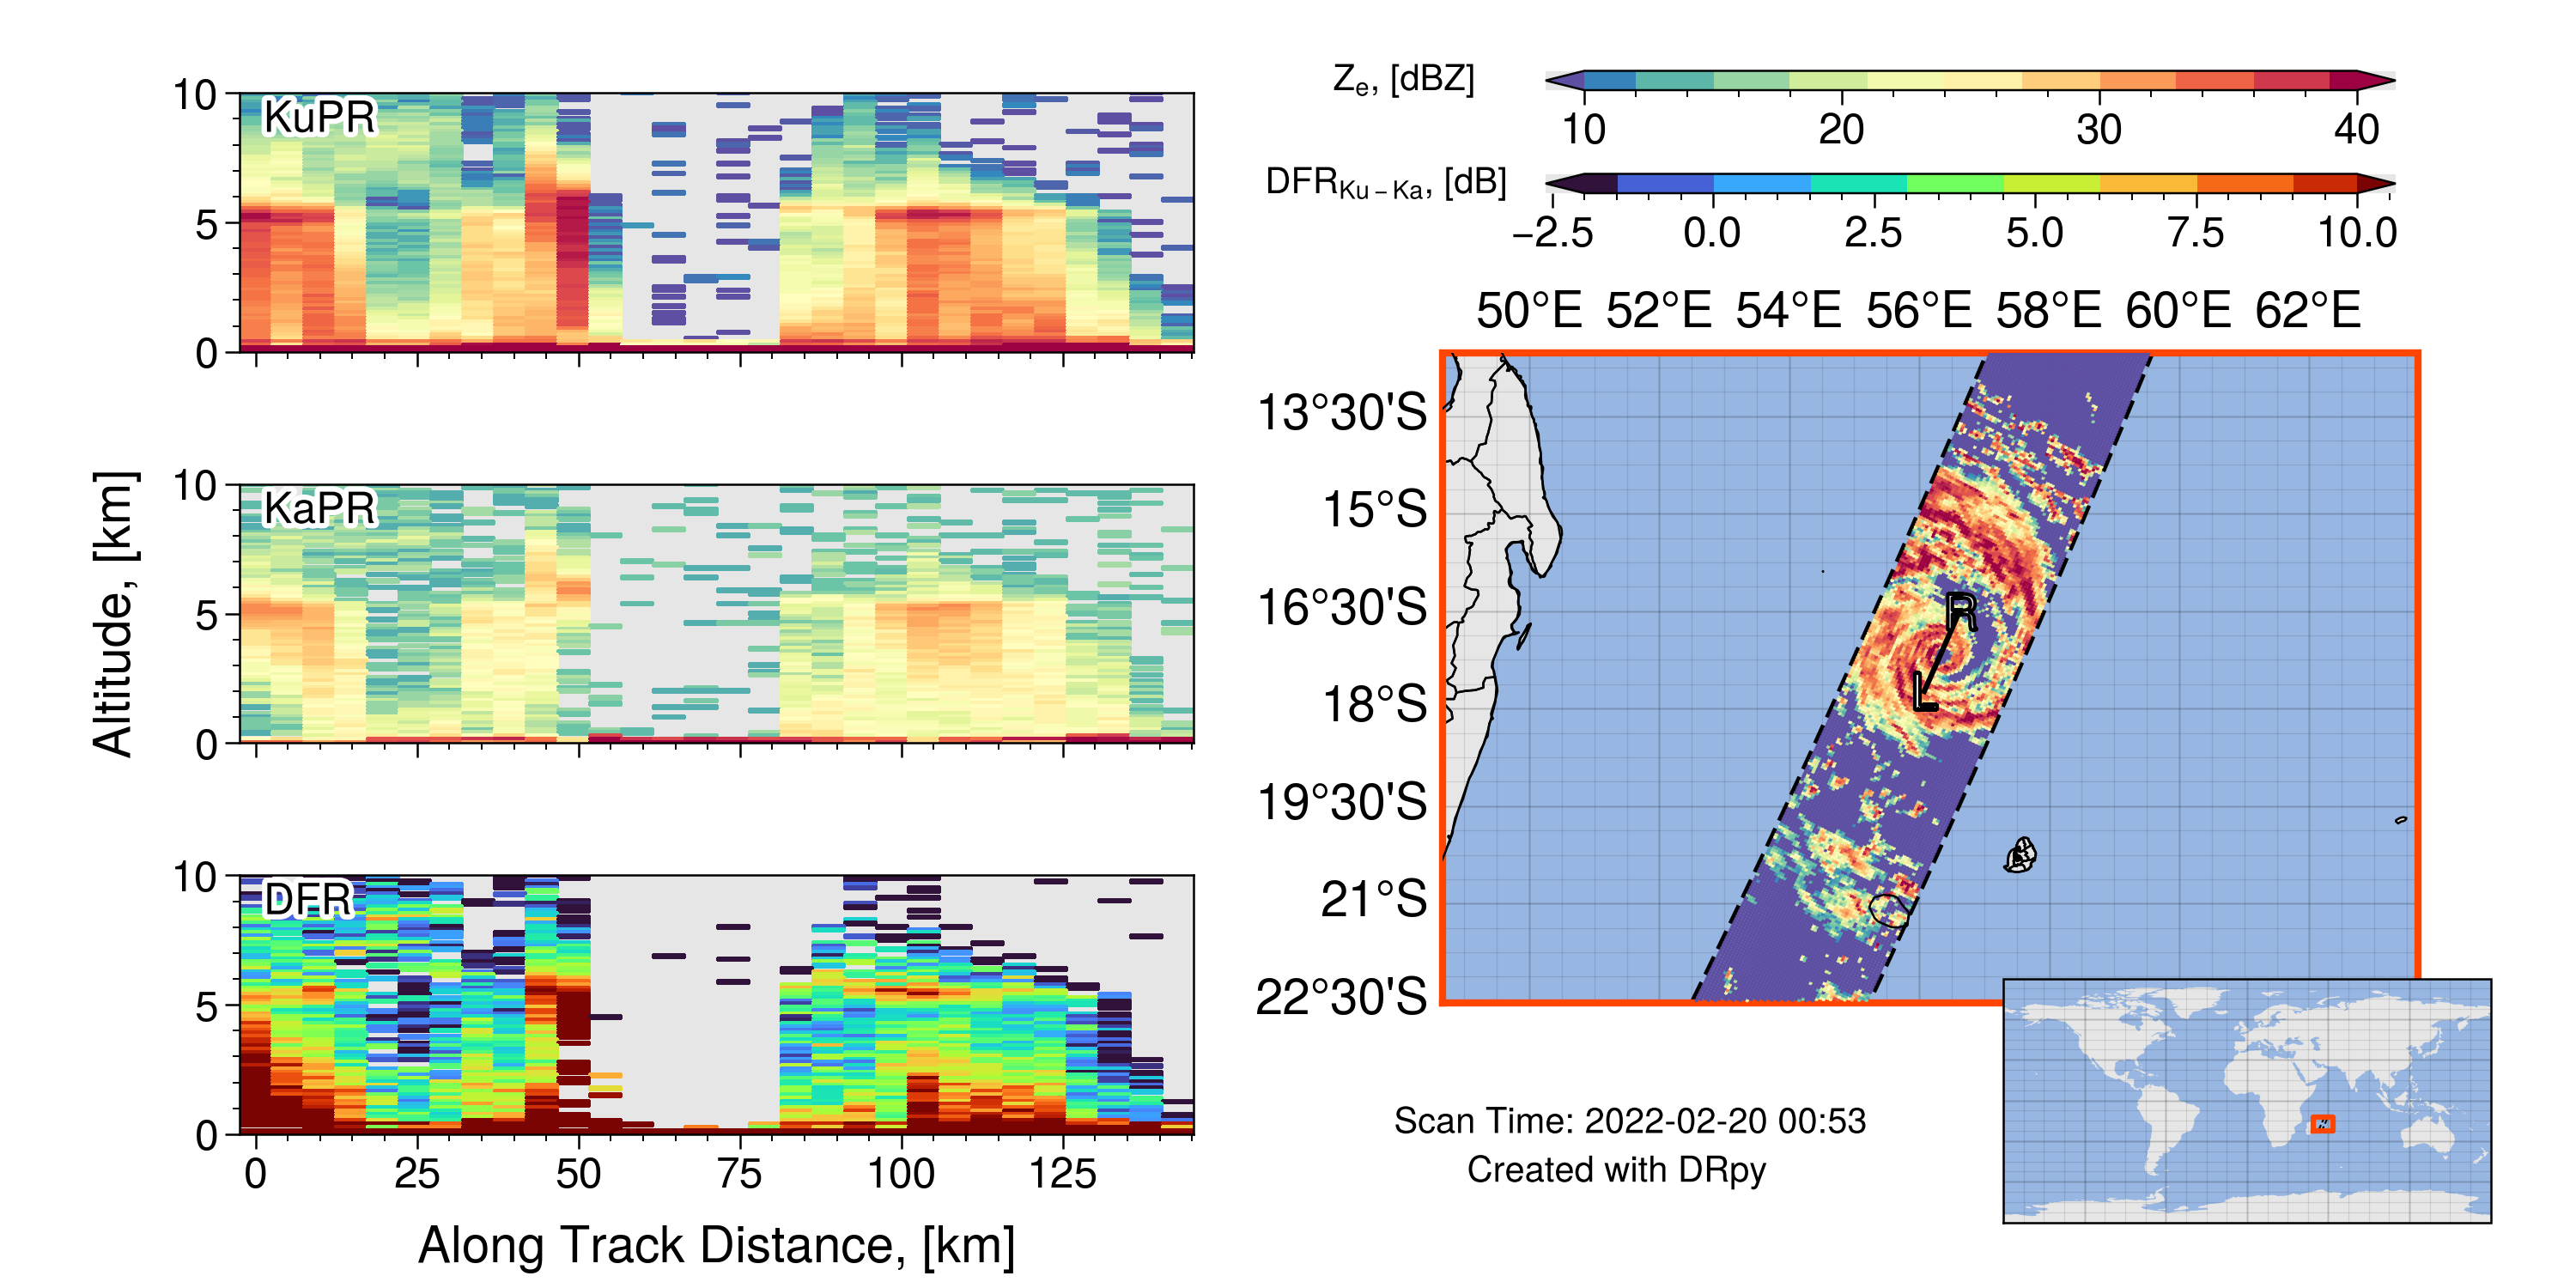 10
KuPR
5
0
10
KaPR
5
0
10
DFR
5
0
0 25 50 75 100 125
Altitude, [km]
Along Track Distance, [km]
Ze, [dBZ]
10 20 30 40
DFRKu − Ka, [dB]
−2.5 0.0 2.5 5.0 7.5 10.0
50°E 52°E 54°E 56°E 58°E 60°E 62°E
13°30'S
15°S
16°30'S
R
L
18°S
19°30'S
21°S
22°30'S
Scan Time: 2022-02-20 00:53
Created with DRpy